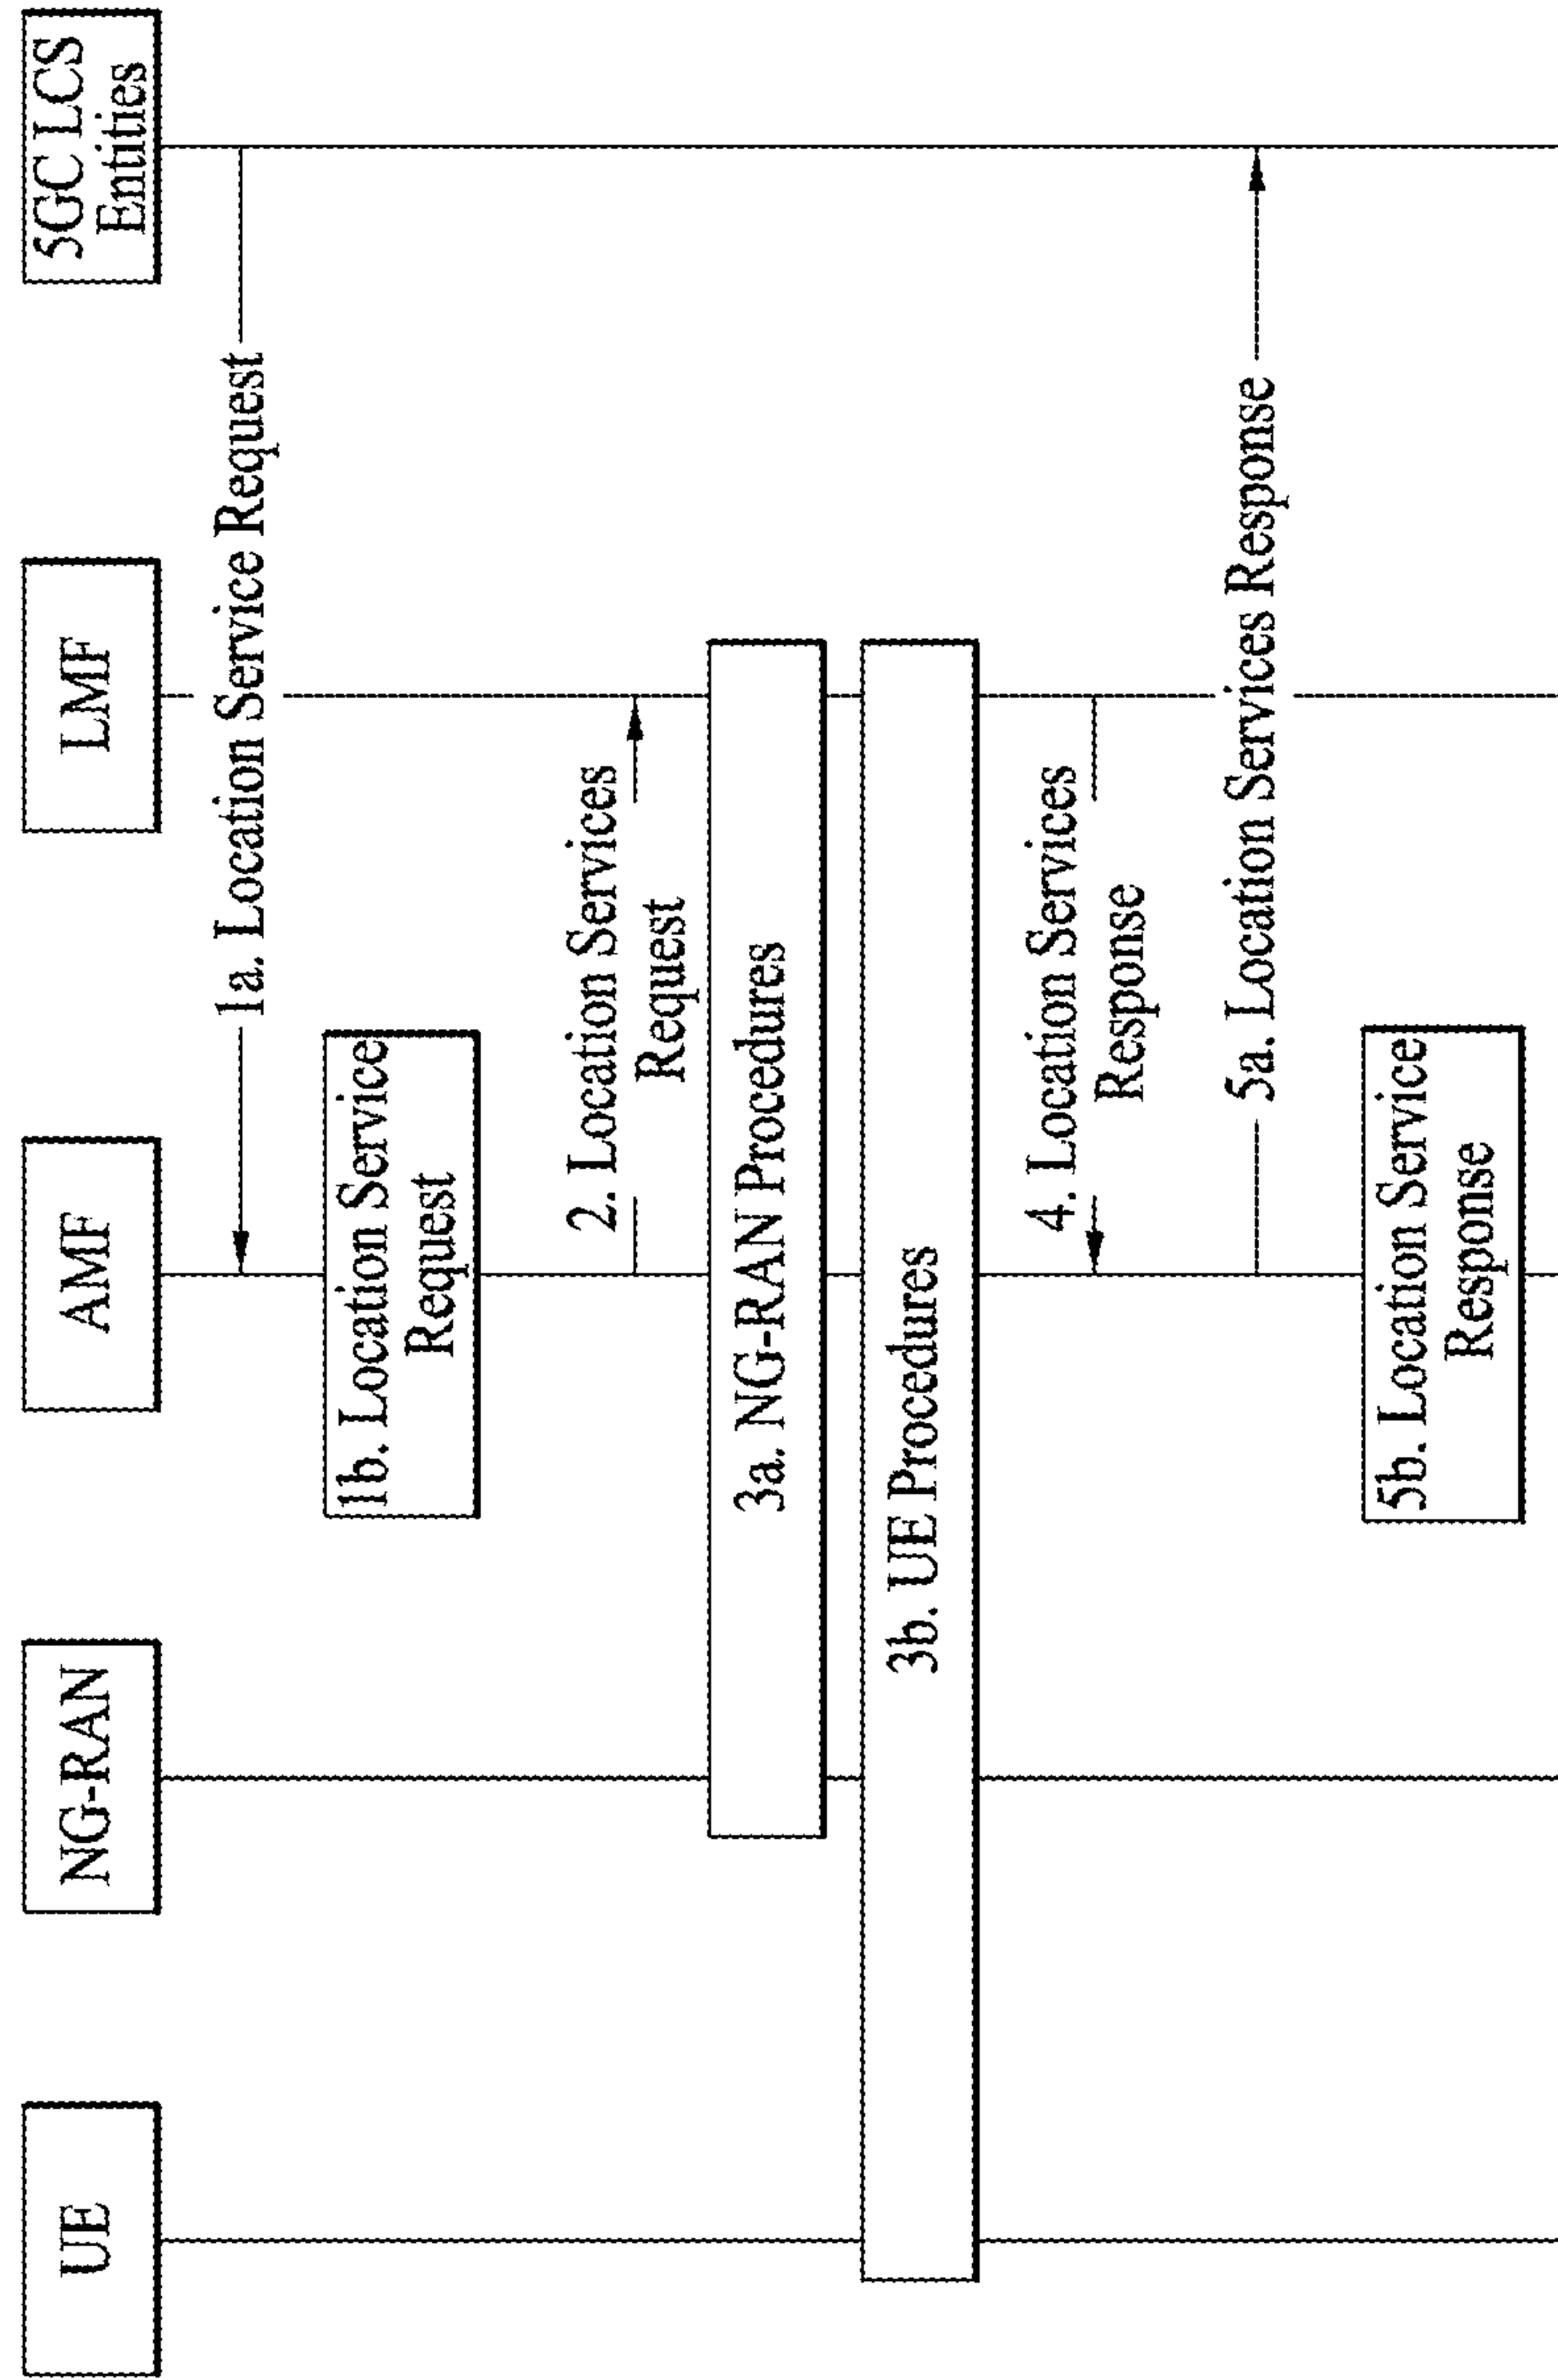 UE
NG-RAN
AMF
LMF
5GC LCS
Entities
1a. Location Service Request
1b. Location Service
Request
2. Location Services
Request
3a. NG-RAN Procedures
3b. UE Procedures
4. Location Services
Response
5a. Location Services Response
5b. Location Service
Response